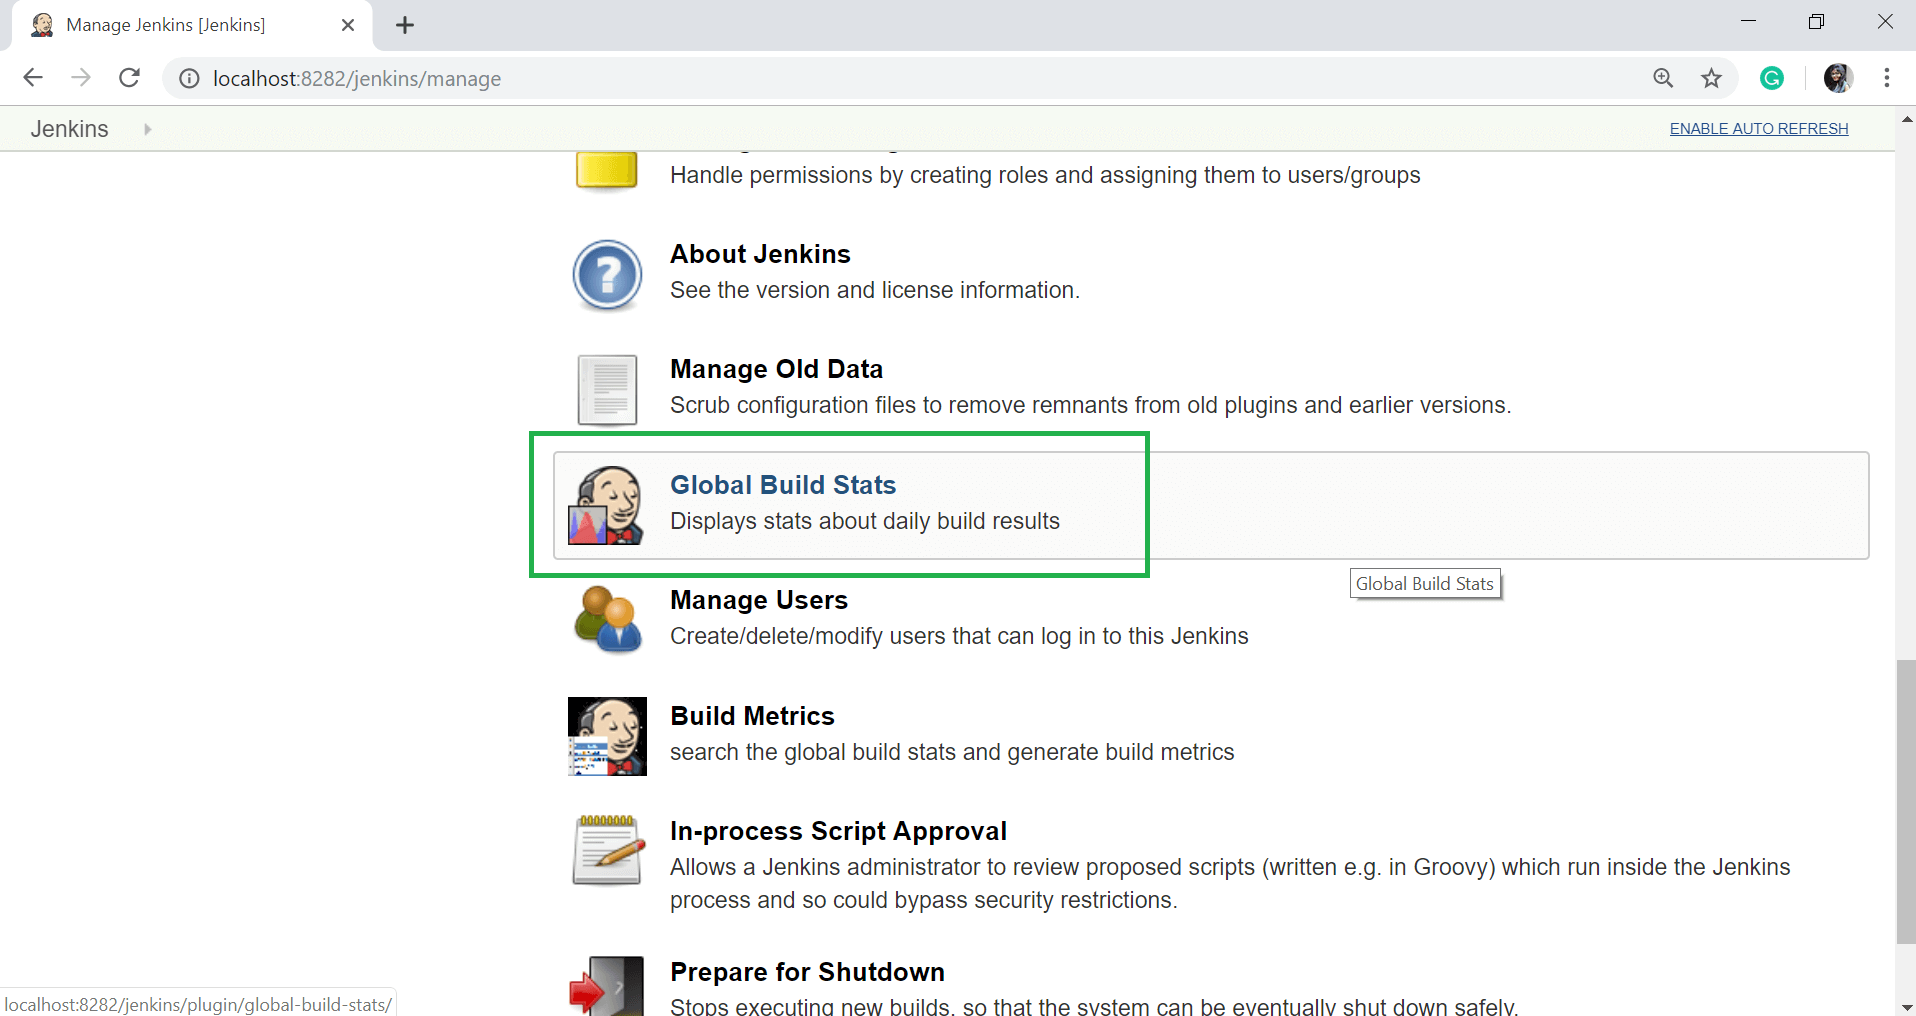 Manage Jenkins [Jenkins]
localhost:8282/jenkins/manage
Jenkins
ENABLE AUTO REFRESH
Handle permissions by creating roles and assigning them to users/groups
About Jenkins
See the version and license information.
Manage Old Data
Scrub configuration files to remove remnants from old plugins and earlier versions.
Global Build Stats
Displays stats about daily build results
Global Build Stats
Manage Users
Create/delete/modify users that can log in to this Jenkins
Build Metrics
search the global build stats and generate build metrics
In-process Script Approval
Allows a Jenkins administrator to review proposed scripts (written e.g. in Groovy) which run inside the Jenkins
process and so could bypass security restrictions.
Prepare for Shutdown
Stops executing new builds, so that the system can be eventually shut down safely.
localhost:8282/jenkins/plugin/global-build-stats/